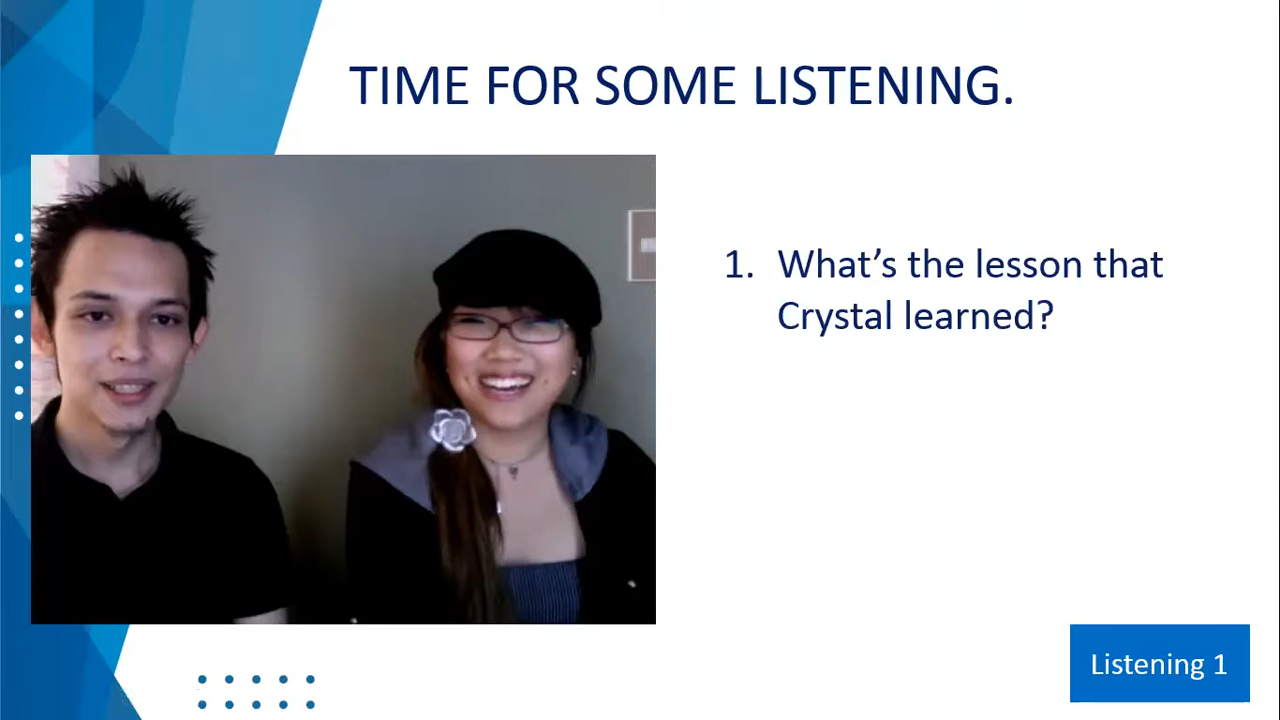 TIME FOR SOME LISTENING.
1. What’s the lesson that
Crystal learned?
Listening 1